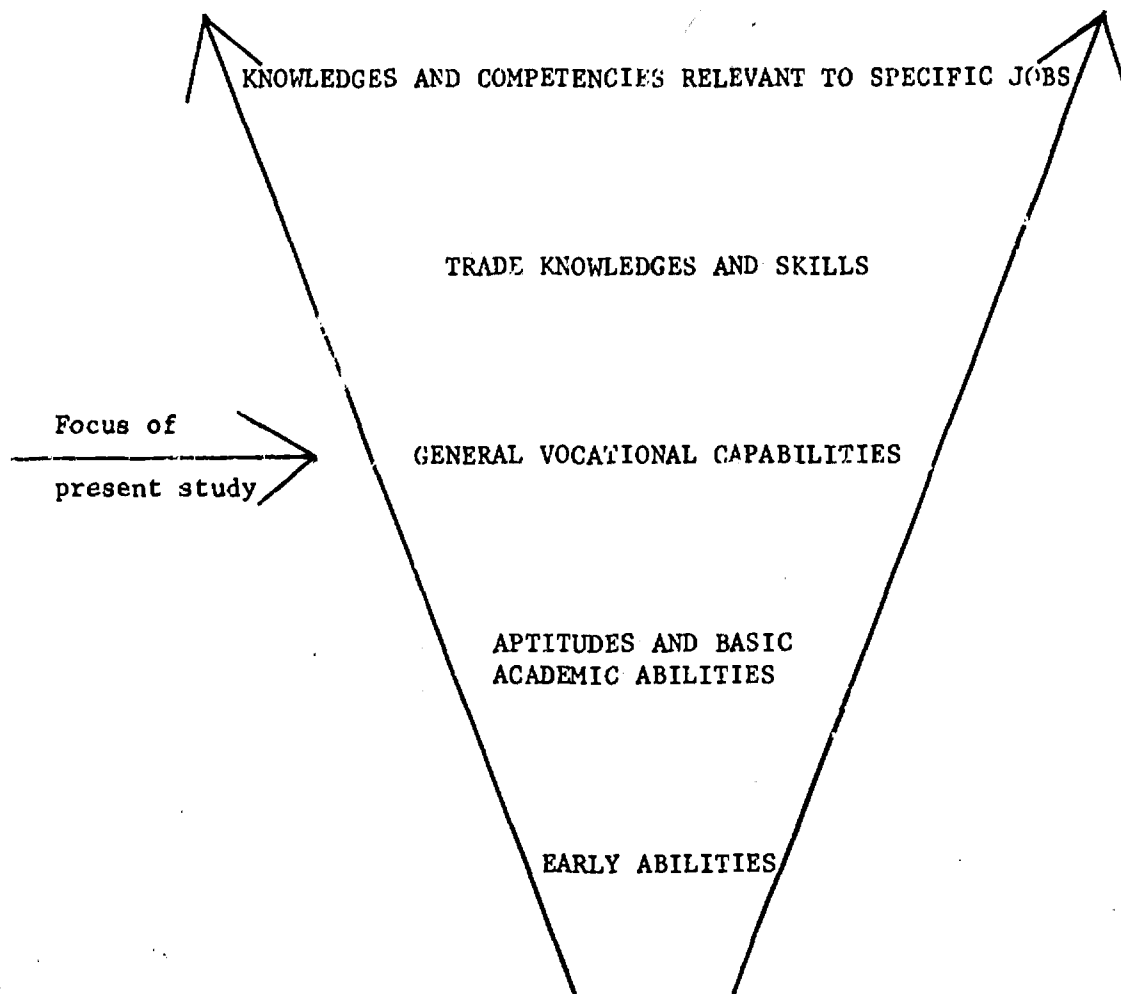 KNOWLEDGES AND COMPETENCIES RELEVANT TO SPECIFIC JOBS
TRADE KNOWLEDGES AND SKILLS
Focus of
present study
GENERAL VOCATIONAL CAPABILITIES
APTITUDES AND BASIC
ACADEMIC ABILITIES
EARLY ABILITIES